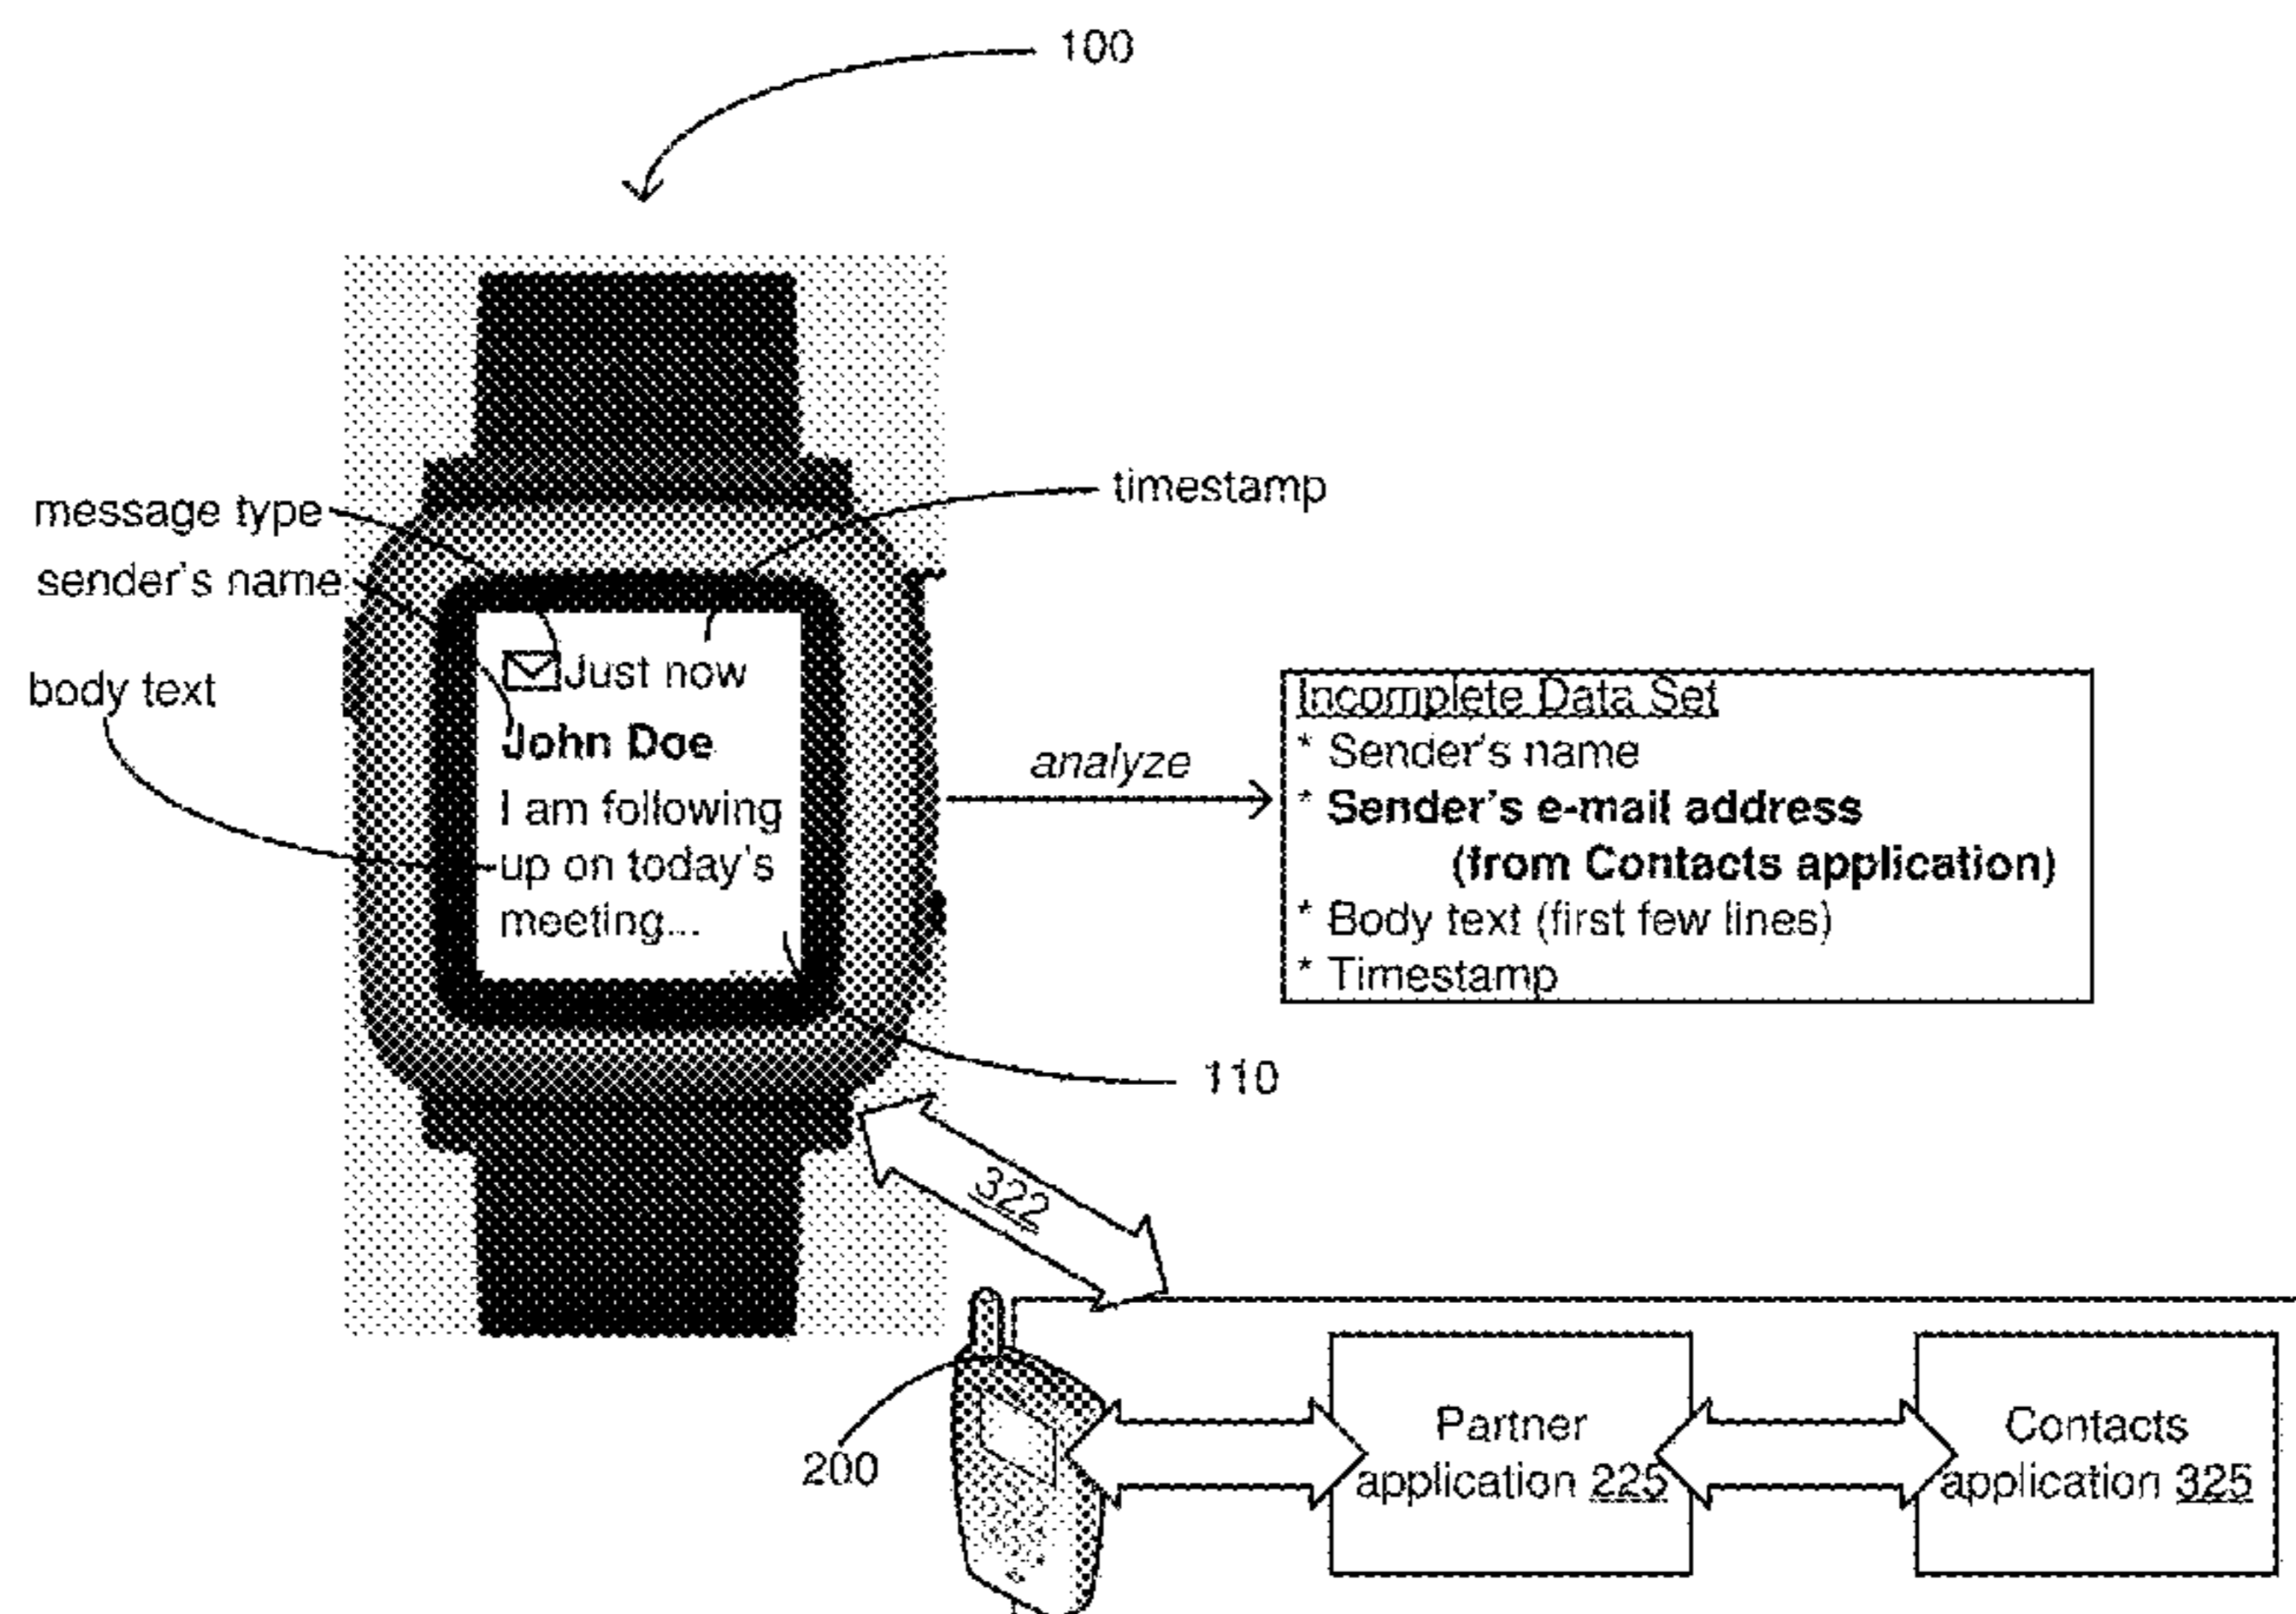 100
message type
sender's name
body text
timestamp
Just now
John Doe
I am following
up on today's
meeting...
analyze
Incomplete Data Set
* Sender's name
* Sender's e-mail address
(from Contacts application)
* Body text (first few lines)
* Timestamp
110
322
200
Partner
application 225
Contacts
application 325